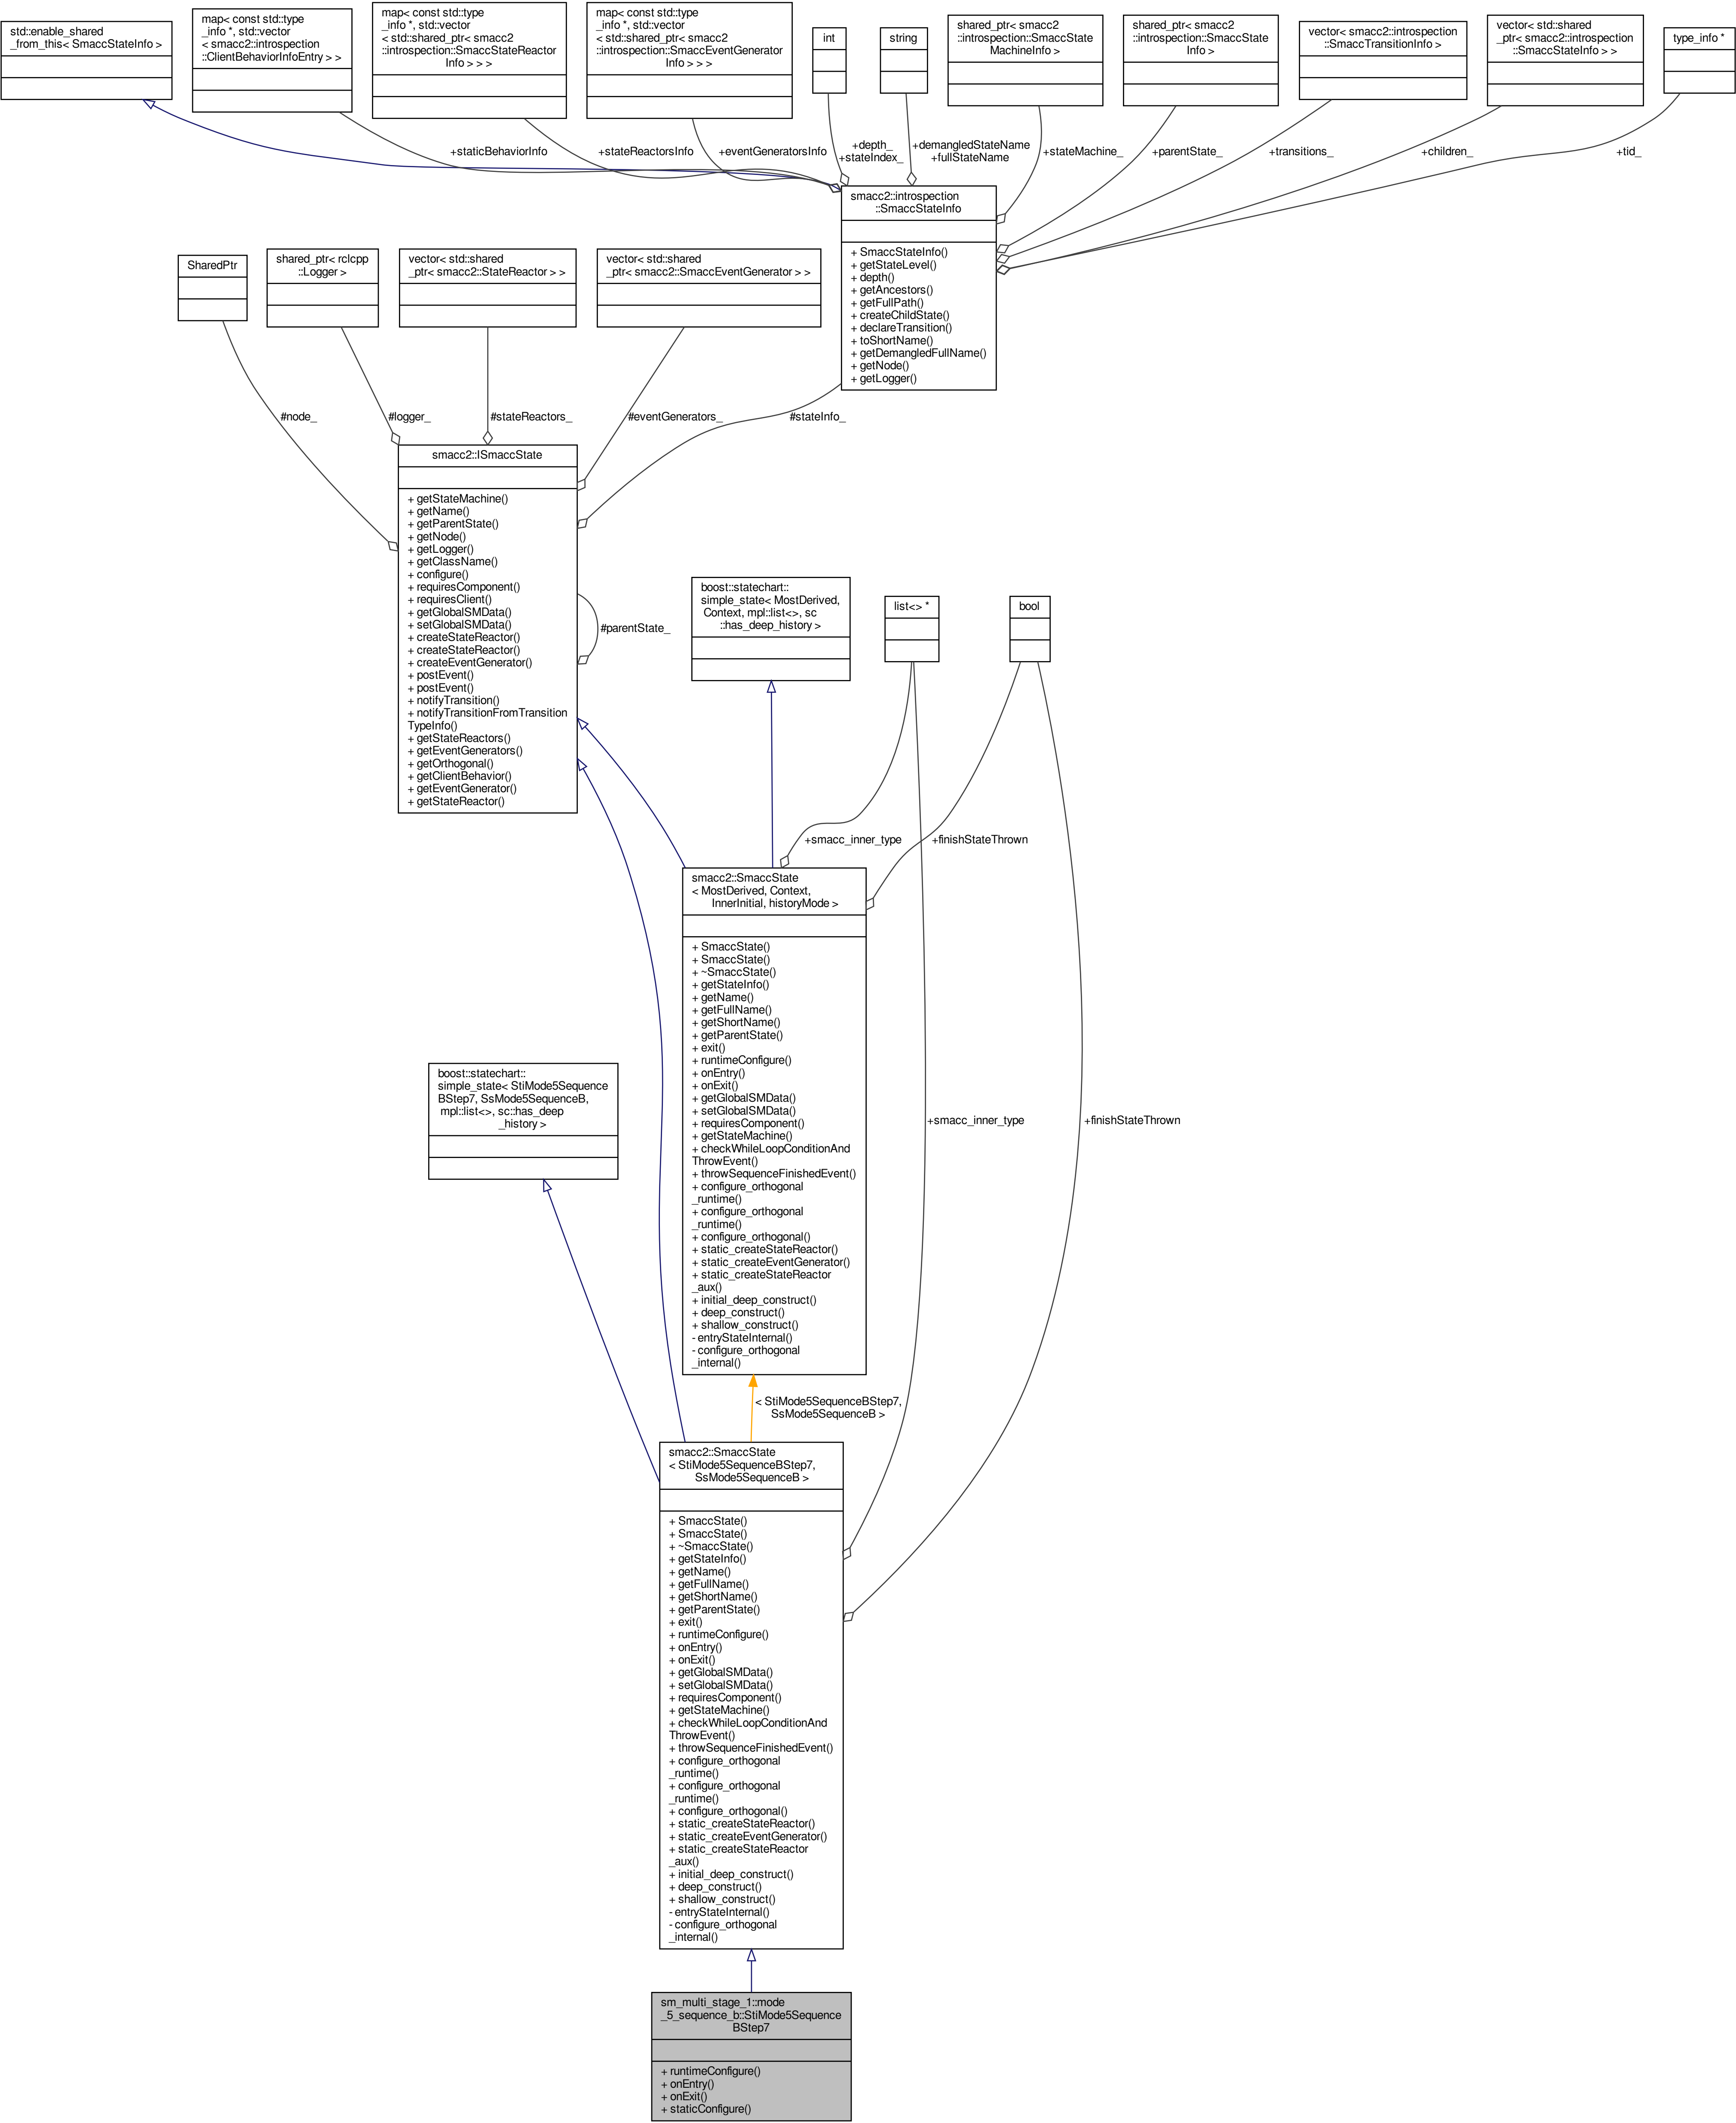 std::enable_shared
_from_this< SmaccStateInfo >
map< const std::type
_info *, std::vector
< smacc2::introspection
::ClientBehaviorInfoEntry > >
map< const std::type
_info *, std::vector
< std::shared_ptr< smacc2
::introspection::SmaccStateReactor
Info > > >
map< const std::type
_info *, std::vector
< std::shared_ptr< smacc2
::introspection::SmaccEventGenerator
Info > > >
int
string
shared_ptr< smacc2
::introspection::SmaccState
MachineInfo >
shared_ptr< smacc2
::introspection::SmaccState
Info >
vector< smacc2::introspection
::SmaccTransitionInfo >
vector< std::shared
_ptr< smacc2::introspection
::SmaccStateInfo > >
type_info *
+staticBehaviorInfo
+stateReactorsInfo
+eventGeneratorsInfo
+depth_
+stateIndex_
+demangledStateName
+fullStateName
+stateMachine_
+parentState_
+transitions_
+children_
+tid_
smacc2::introspection
::SmaccStateInfo
+ SmaccStateInfo()
+ getStateLevel()
+ depth()
+ getAncestors()
+ getFullPath()
+ createChildState()
+ declareTransition()
+ toShortName()
+ getDemangledFullName()
+ getNode()
+ getLogger()
SharedPtr
shared_ptr< rclcpp
::Logger >
vector< std::shared
_ptr< smacc2::StateReactor > >
vector< std::shared
_ptr< smacc2::SmaccEventGenerator > >
#node_
#logger_
#stateReactors_
#eventGenerators_
#stateInfo_
smacc2::ISmaccState
+ getStateMachine()
+ getName()
+ getParentState()
+ getNode()
+ getLogger()
+ getClassName()
+ configure()
+ requiresComponent()
+ requiresClient()
+ getGlobalSMData()
+ setGlobalSMData()
+ createStateReactor()
+ createStateReactor()
+ createEventGenerator()
+ postEvent()
+ postEvent()
+ notifyTransition()
+ notifyTransitionFromTransition
TypeInfo()
+ getStateReactors()
+ getEventGenerators()
+ getOrthogonal()
+ getClientBehavior()
+ getEventGenerator()
+ getStateReactor()
#parentState_
boost::statechart::
simple_state< MostDerived,
Context, mpl::list<>, sc
::has_deep_history >
list<> *
bool
+smacc_inner_type
+finishStateThrown
smacc2::SmaccState
< MostDerived, Context,
InnerInitial, historyMode >
+ SmaccState()
+ SmaccState()
+ ~SmaccState()
+ getStateInfo()
+ getName()
+ getFullName()
+ getShortName()
+ getParentState()
+ exit()
+ runtimeConfigure()
+ onEntry()
+ onExit()
+ getGlobalSMData()
+ setGlobalSMData()
+ requiresComponent()
+ getStateMachine()
+ checkWhileLoopConditionAnd
ThrowEvent()
+ throwSequenceFinishedEvent()
+ configure_orthogonal
_runtime()
+ configure_orthogonal
_runtime()
+ configure_orthogonal()
+ static_createStateReactor()
+ static_createEventGenerator()
+ static_createStateReactor
_aux()
+ initial_deep_construct()
+ deep_construct()
+ shallow_construct()
- entryStateInternal()
- configure_orthogonal
_internal()
boost::statechart::
simple_state< StiMode5Sequence
BStep7, SsMode5SequenceB,
mpl::list<>, sc::has_deep
_history >
+smacc_inner_type
+finishStateThrown
< StiMode5SequenceBStep7,
SsMode5SequenceB >
smacc2::SmaccState
< StiMode5SequenceBStep7,
SsMode5SequenceB >
+ SmaccState()
+ SmaccState()
+ ~SmaccState()
+ getStateInfo()
+ getName()
+ getFullName()
+ getShortName()
+ getParentState()
+ exit()
+ runtimeConfigure()
+ onEntry()
+ onExit()
+ getGlobalSMData()
+ setGlobalSMData()
+ requiresComponent()
+ getStateMachine()
+ checkWhileLoopConditionAnd
ThrowEvent()
+ throwSequenceFinishedEvent()
+ configure_orthogonal
_runtime()
+ configure_orthogonal
_runtime()
+ configure_orthogonal()
+ static_createStateReactor()
+ static_createEventGenerator()
+ static_createStateReactor
_aux()
+ initial_deep_construct()
+ deep_construct()
+ shallow_construct()
- entryStateInternal()
- configure_orthogonal
_internal()
sm_multi_stage_1::mode
_5_sequence_b::StiMode5Sequence
BStep7
+ runtimeConfigure()
+ onEntry()
+ onExit()
+ staticConfigure()